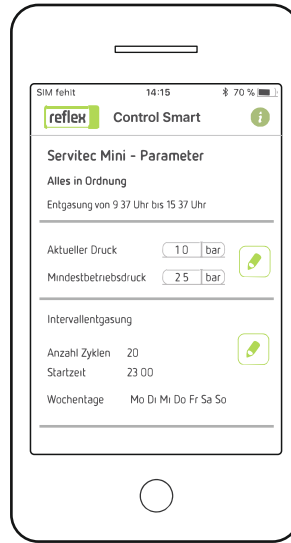 SIM fehlt 14:15 70 %
reflex Control Smart i
Servitec Mini - Parameter
Alles in Ordnung
Entgasung von 9 37 Uhr bis 15 37 Uhr
Aktueller Druck 1 0 bar
Mindestbetriebsdruck 2 5 bar
Intervallentgasung
Anzahl Zyklen 20
Startzeit 23 00
Wochentage Mo Di Mi Do Fr Sa So